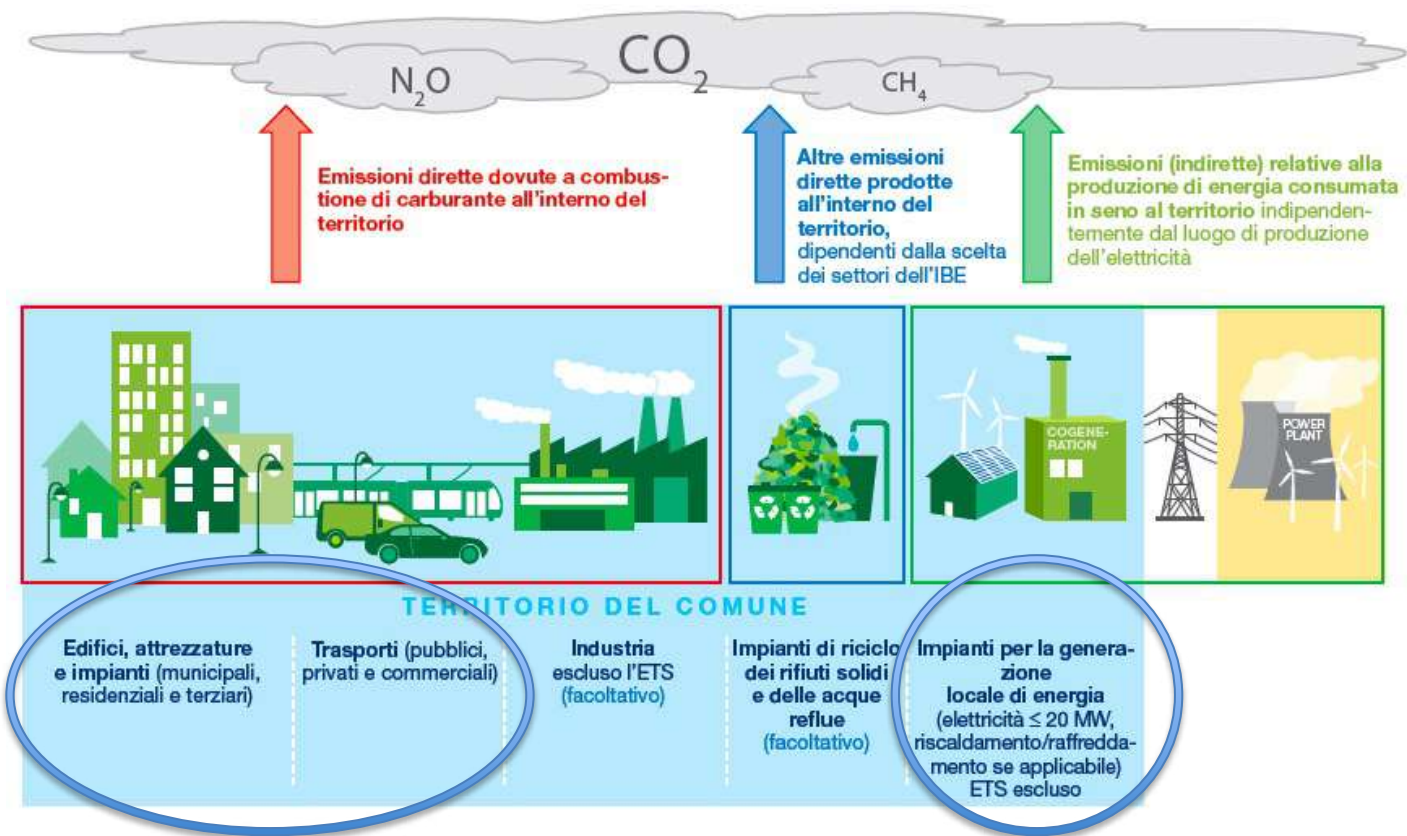 CO2
N2O
CH4
Emissioni dirette dovute a combus-
tione di carburante all'interno del
territorio
Altre emissioni
dirette prodotte
all'interno del
territorio,
dipendenti dalla scelta
dei settori dell'IBE
Emissioni (indirette) relative alla
produzione di energia consumata
in seno al territorio indipenden-
temente dal luogo di produzione
dell'elettricità
COGENE-
RATION
POWER
PLANT
TERRITORIO DEL COMUNE
Edifici, attrezzature
e impianti (municipali,
residenziali e terziari)
Trasporti (pubblici,
privati e commerciali)
Industria
escluso l'ETS
(facoltativo)
Impianti di riciclo
dei rifiuti solidi
e delle acque
reflue
(facoltativo)
Impianti per la genera-
zione
locale di energia
(elettricità ≤ 20 MW,
riscaldamento/raffredda-
mento se applicabile)
ETS escluso